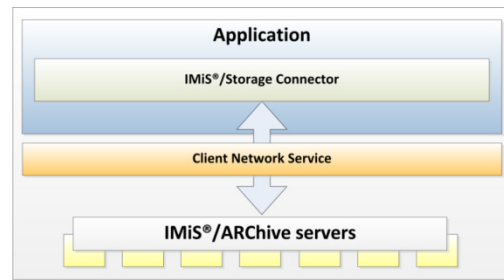 Application
IMiS®/Storage Connector
Client Network Service
IMiS®/ARChive servers